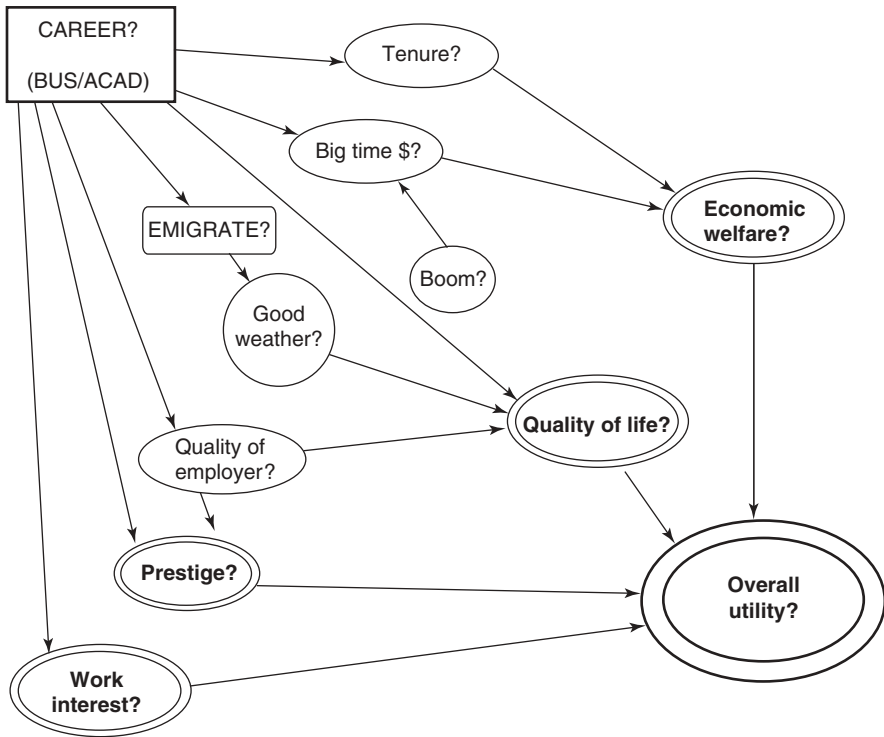 CAREER?
(BUS/ACAD)
Tenure?
Big time $?
Economic
welfare?
EMIGRATE?
Boom?
Good
weather?
Quality of life?
Quality of
employer?
Prestige?
Overall
utility?
Work
interest?